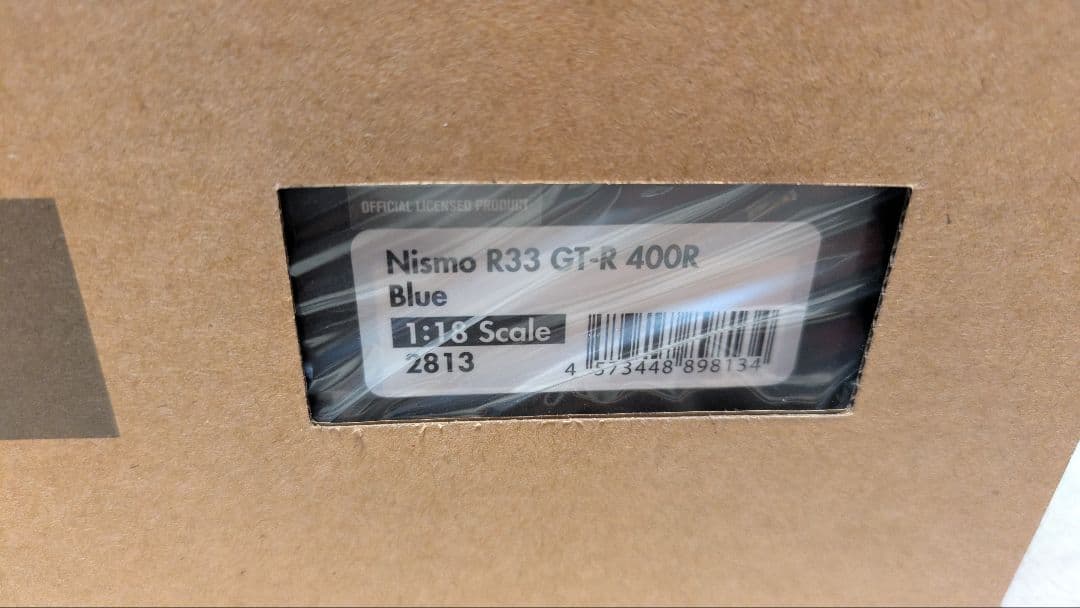 OFFICIAL LICENSED PRODUCT
Nismo R33 GT-R 400R
Blue
1:18 Scale
2813
4 573448 898134